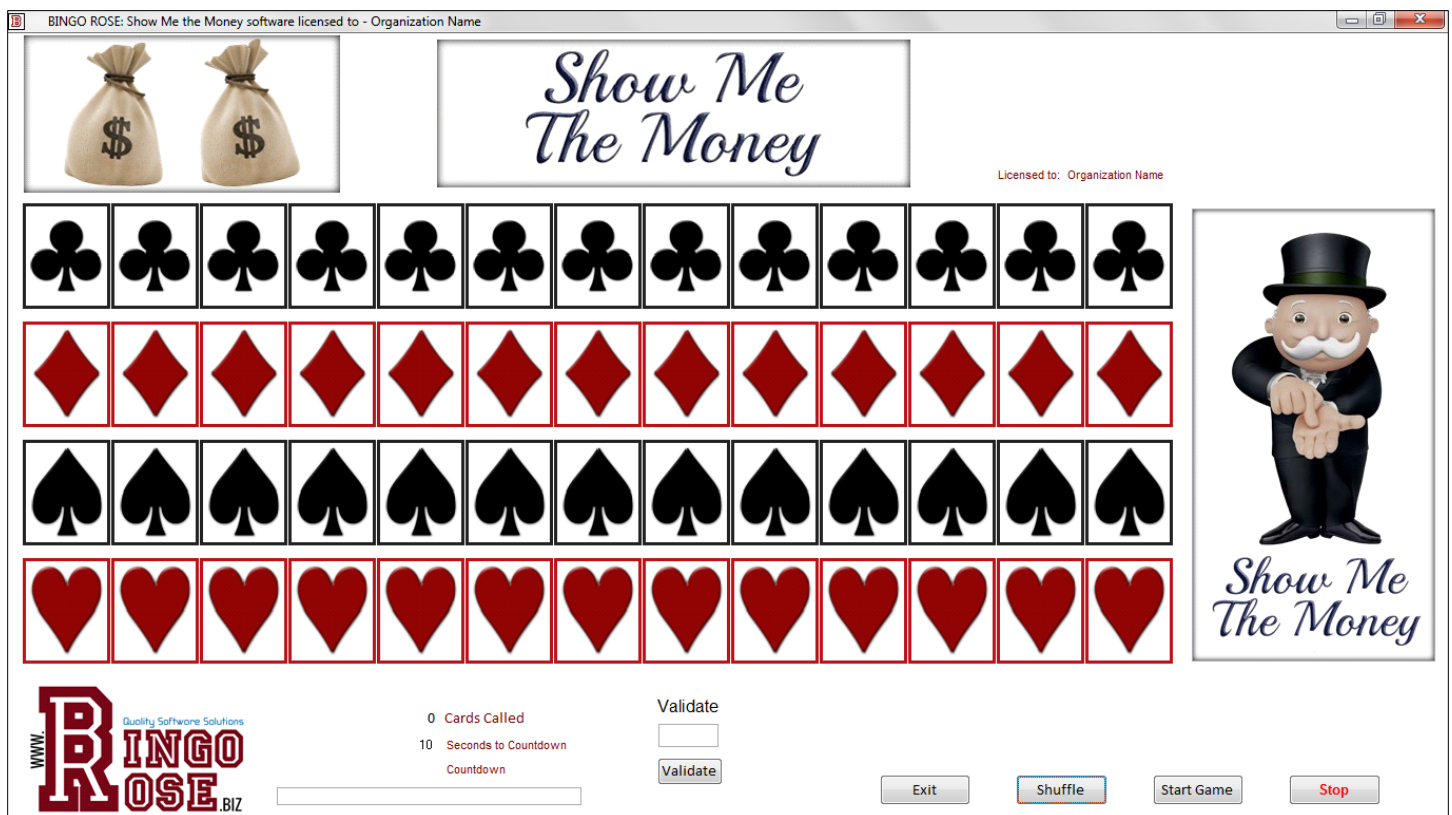 BINGO ROSE: Show Me the Money software licensed to - Organization Name
$ $
Show Me
The Money
Licensed to: Organization Name
Show Me
The Money
www.
Quality Software Solutions
BINGO
ROSE.BIZ
0 Cards Called
10 Seconds to Countdown
Countdown
Validate
Validate
Exit
Shuffle
Start Game
Stop